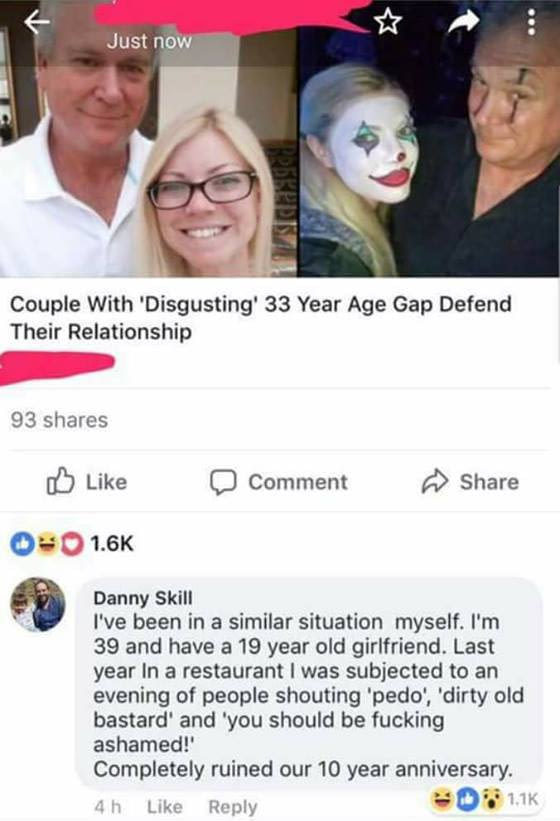 Just now
Couple With 'Disgusting' 33 Year Age Gap Defend
Their Relationship
93 shares
Like
Comment
Share
1.6K
Danny Skill
I've been in a similar situation myself. I'm
39 and have a 19 year old girlfriend. Last
year In a restaurant I was subjected to an
evening of people shouting 'pedo', 'dirty old
bastard' and 'you should be fucking
ashamed!'
Completely ruined our 10 year anniversary.
4 h Like Reply
1.1K